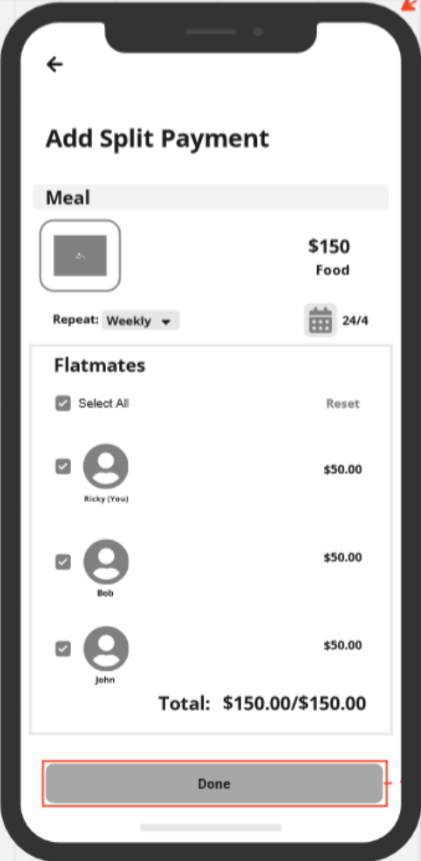 Add Split Payment
Meal
$150
Food
Repeat: Weekly
24/4
Flatmates
Select All
Reset
$50.00
Ricky (You)
$50.00
Bob
$50.00
John
Total: $150.00/$150.00
Done